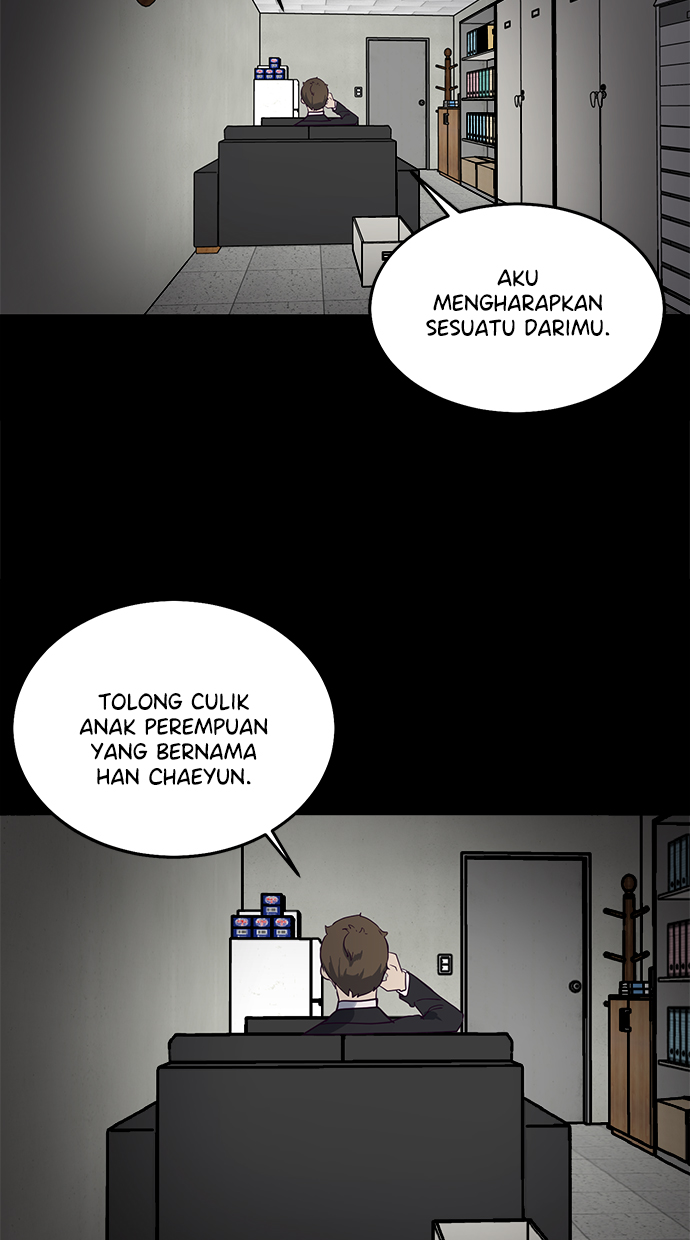 AKU
MENGHARAPKAN
SESUATU DARIMU.
TOLONG CULIK
ANAK PEREMPUAN
YANG BERNAMA
HAN CHAEYUN.